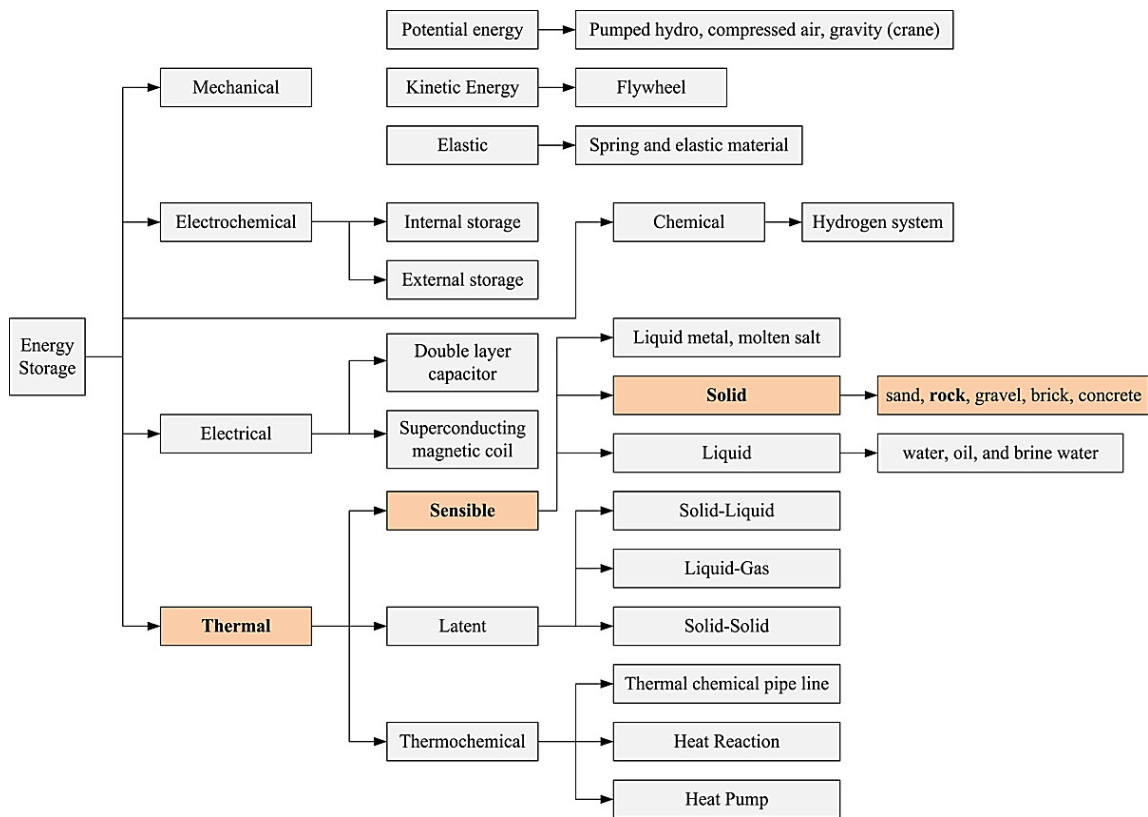 Potential energy
Pumped hydro, compressed air, gravity (crane)
Mechanical
Kinetic Energy
Flywheel
Elastic
Spring and elastic material
Electrochemical
Internal storage
Chemical
Hydrogen system
External storage
Energy
Storage
Double layer
capacitor
Liquid metal, molten salt
Solid
sand, rock, gravel, brick, concrete
Electrical
Superconducting
magnetic coil
Liquid
water, oil, and brine water
Sensible
Solid-Liquid
Liquid-Gas
Thermal
Latent
Solid-Solid
Thermal chemical pipe line
Thermochemical
Heat Reaction
Heat Pump